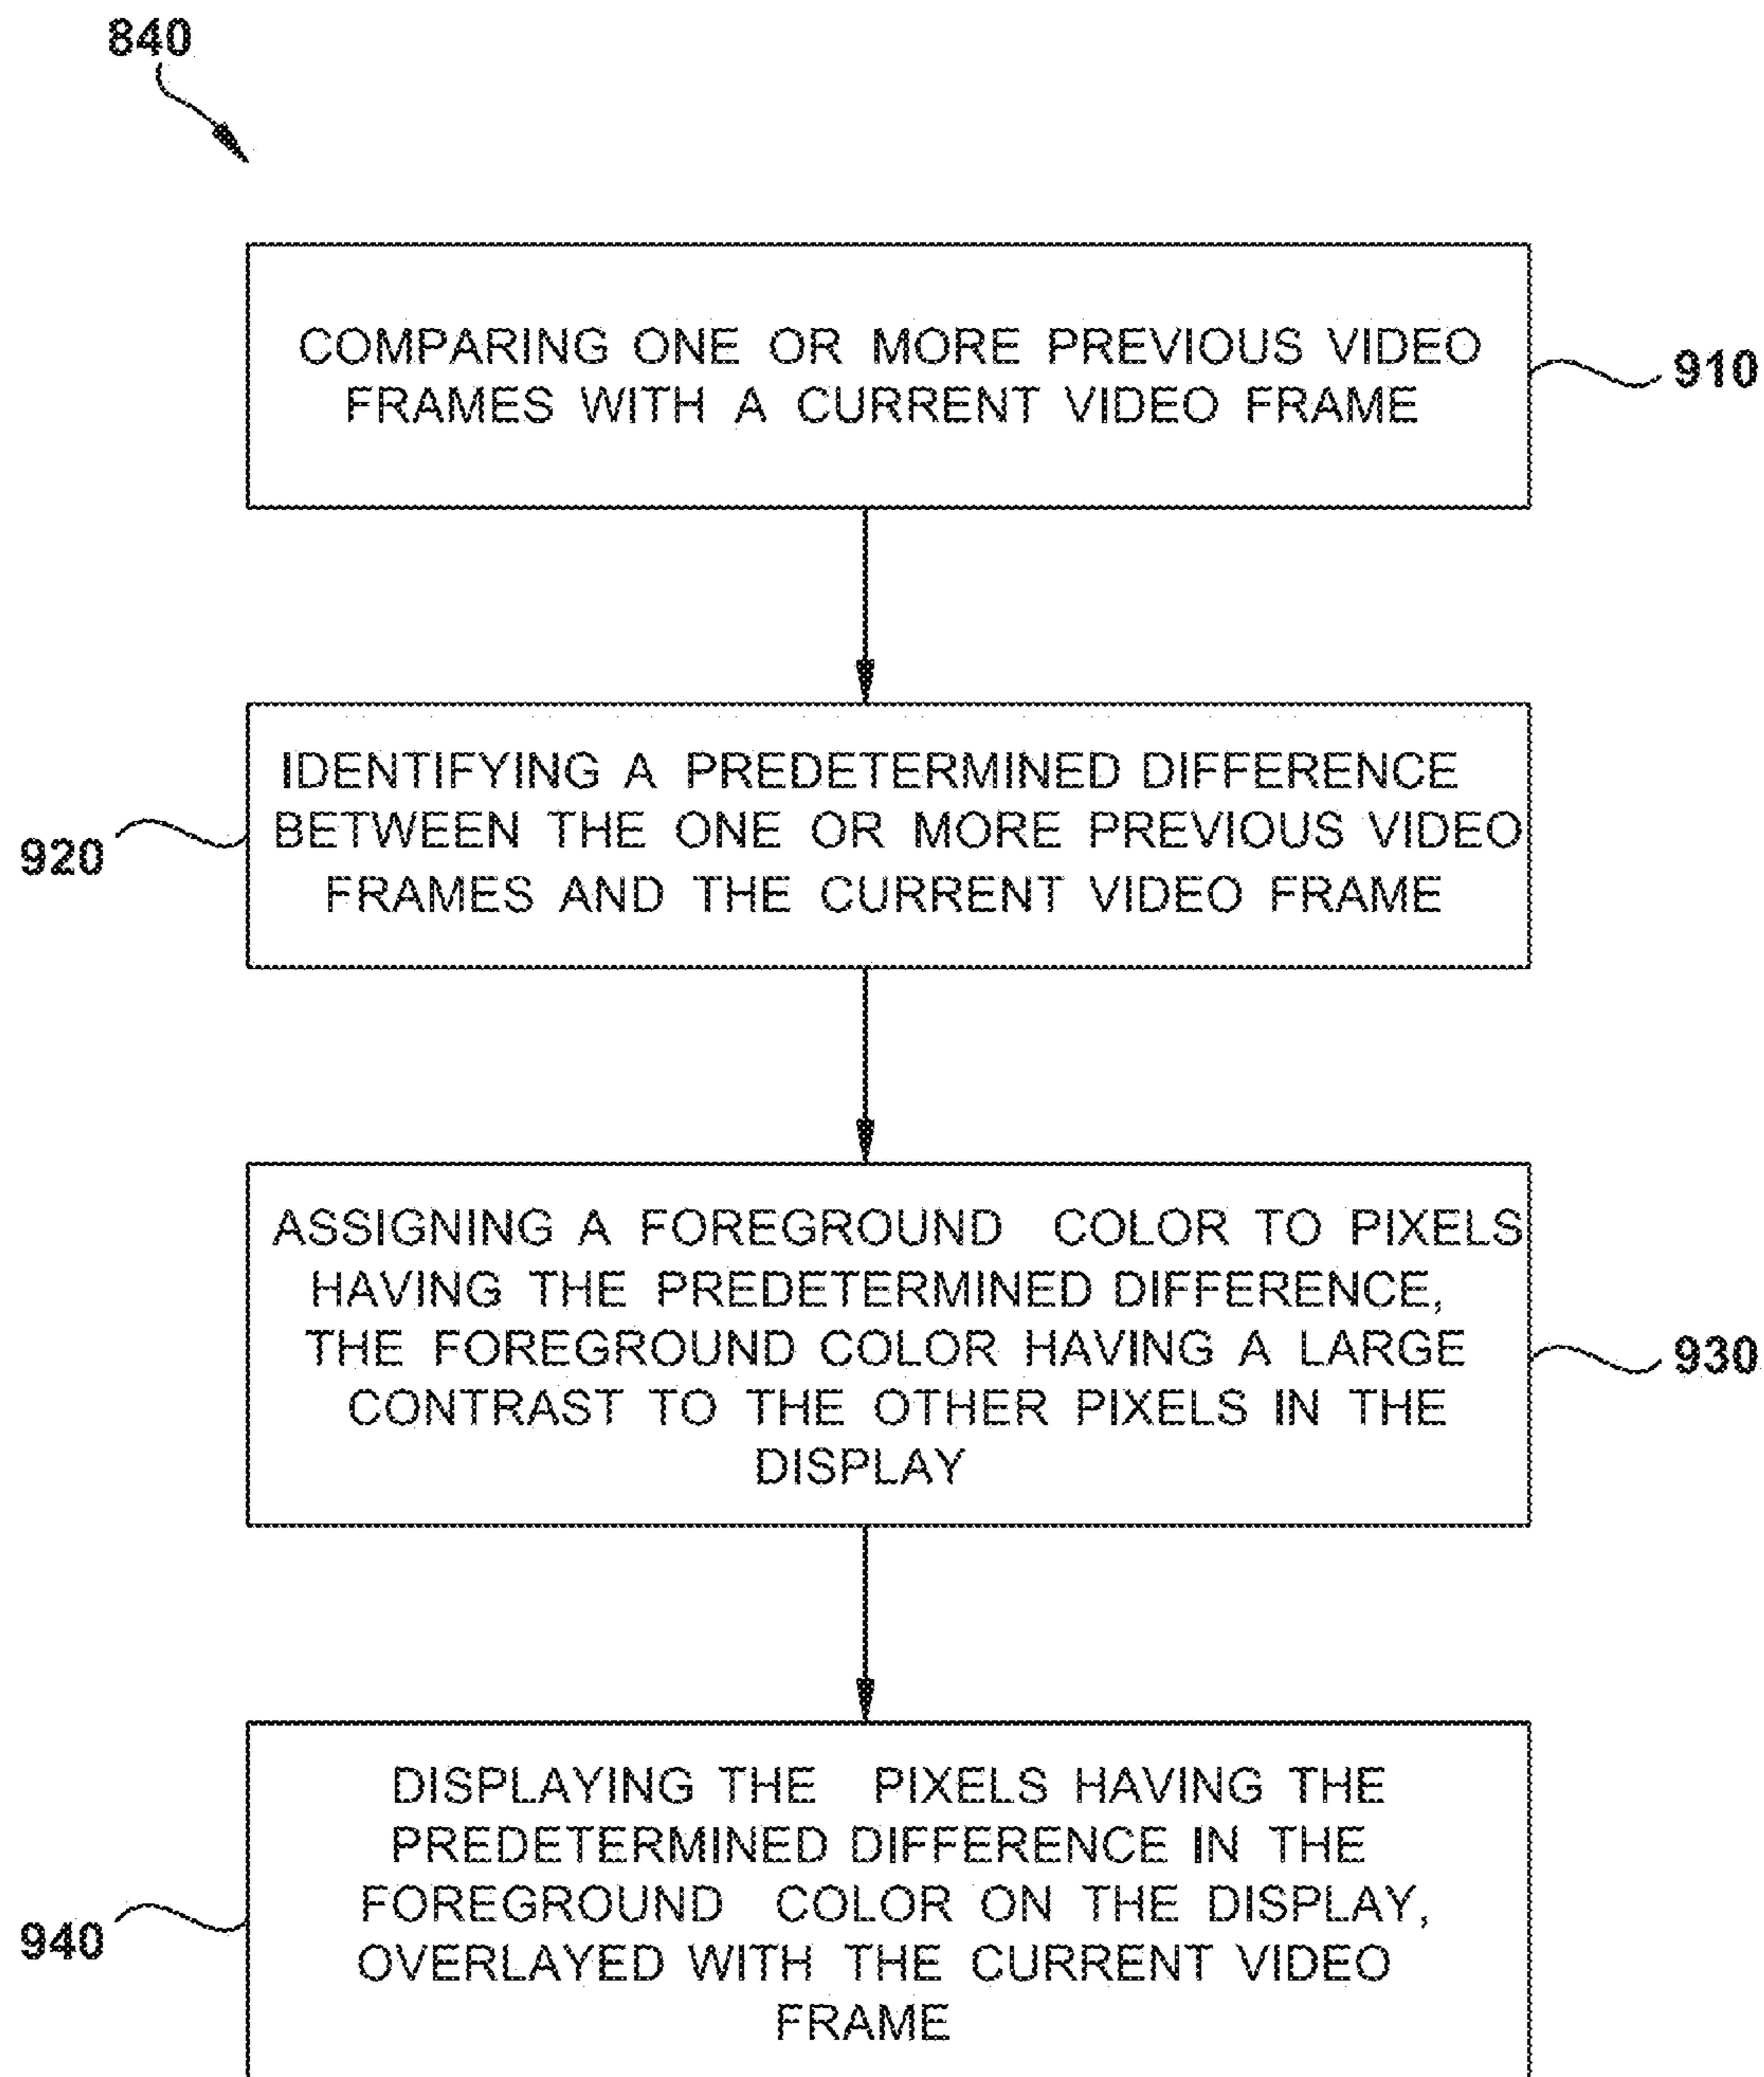 840
COMPARING ONE OR MORE PREVIOUS VIDEO
FRAMES WITH A CURRENT VIDEO FRAME
910
IDENTIFYING A PREDETERMINED DIFFERENCE
BETWEEN THE ONE OR MORE PREVIOUS VIDEO
FRAMES AND THE CURRENT VIDEO FRAME
920
ASSIGNING A FOREGROUND COLOR TO PIXELS
HAVING THE PREDETERMINED DIFFERENCE,
THE FOREGROUND COLOR HAVING A LARGE
CONTRAST TO THE OTHER PIXELS IN THE
DISPLAY
930
DISPLAYING THE PIXELS HAVING THE
PREDETERMINED DIFFERENCE IN THE
FOREGROUND COLOR ON THE DISPLAY,
OVERLAYED WITH THE CURRENT VIDEO
FRAME
940